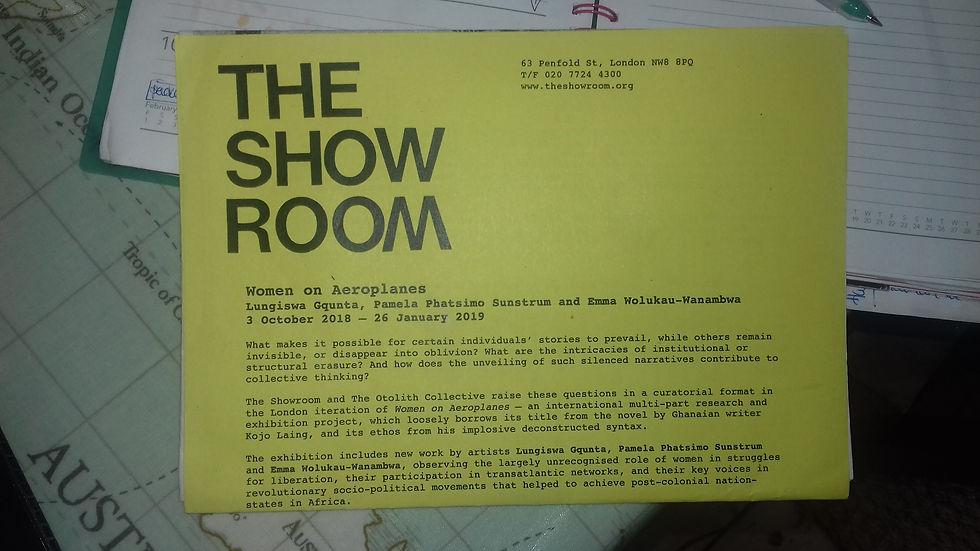 THE
SHOW
ROOM
63 Penfold St, London NW8 8PQ
T/F 020 7724 4300
www.theshowroom.org
Women on Aeroplanes
Lungiswa Gqunta, Pamela Phatsimo Sunstrum and Emma Wolukau-Wanambwa
3 October 2018 – 26 January 2019
What makes it possible for certain individuals' stories to prevail, while others remain
invisible, or disappear into oblivion? What are the intricacies of institutional or
structural erasure? And how does the unveiling of such silenced narratives contribute to
collective thinking?
The Showroom and The Otolith Collective raise these questions in a curatorial format in
the London iteration of Women on Aeroplanes – an international multi-part research and
exhibition project, which loosely borrows its title from the novel by Ghanaian writer
Kojo Laing, and its ethos from his implosive deconstructed syntax.
The exhibition includes new work by artists Lungiswa Gqunta, Pamela Phatsimo Sunstrum
and Emma Wolukau-Wanambwa, observing the largely unrecognised role of women in struggles
for liberation, their participation in transatlantic networks, and their key voices in
revolutionary socio-political movements that helped to achieve post-colonial nation-
states in Africa.
Indian Oc
Tropic of
AUST
Aus
10
February